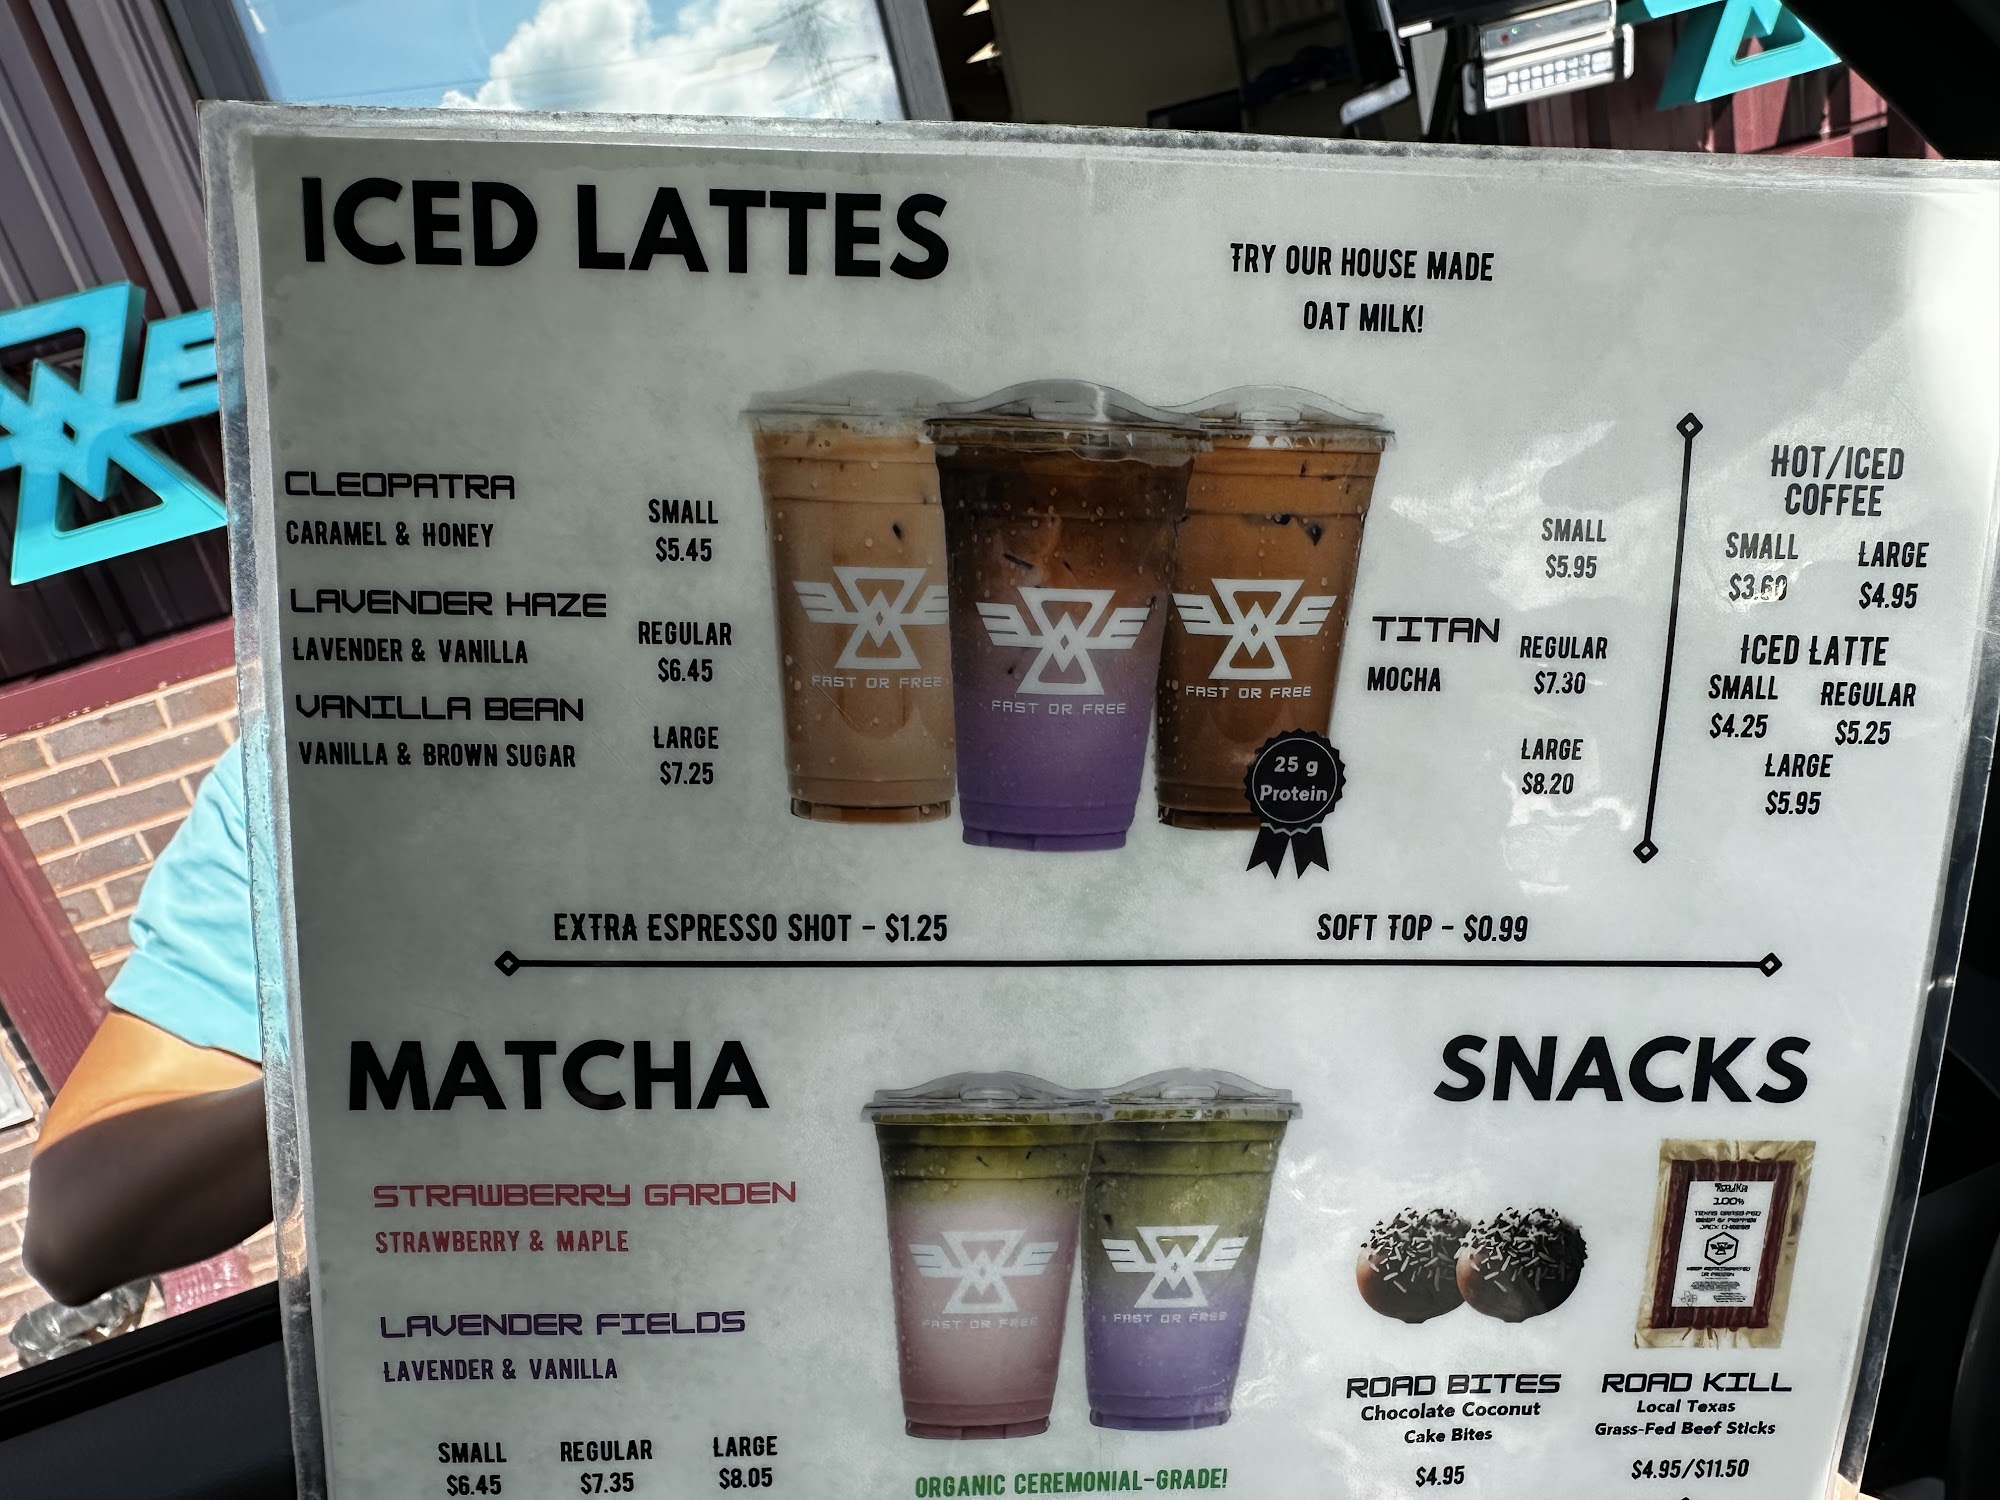 ICED LATTES
TRY OUR HOUSE MADE
OAT MILK!
CLEOPATRA
CARAMEL & HONEY
LAVENDER HAZE
LAVENDER & VANILLA
VANILLA BEAN
VANILLA & BROWN SUGAR
SMALL
$5.45
REGULAR
$6.45
LARGE
$7.25
FAST OR FREE
FAST OR FREE
FAST OR FREE
25 g
Protein
TITAN
MOCHA
SMALL
$5.95
REGULAR
$7.30
LARGE
$8.20
HOT/ICED
COFFEE
SMALL LARGE
$3.60 $4.95
ICED LATTE
SMALL REGULAR
$4.25 $5.25
LARGE
$5.95
EXTRA ESPRESSO SHOT - $1.25
SOFT TOP - $0.99
MATCHA
STRAWBERRY GARDEN
STRAWBERRY & MAPLE
LAVENDER FIELDS
LAVENDER & VANILLA
SMALL REGULAR LARGE
$6.45 $7.35 $8.05
FAST OR FREE
FAST OR FREE
ORGANIC CEREMONIAL-GRADE!
SNACKS
100%
ROAD BITES
Chocolate Coconut
Cake Bites
$4.95
ROAD KILL
Local Texas
Grass-Fed Beef Sticks
$4.95/$11.50